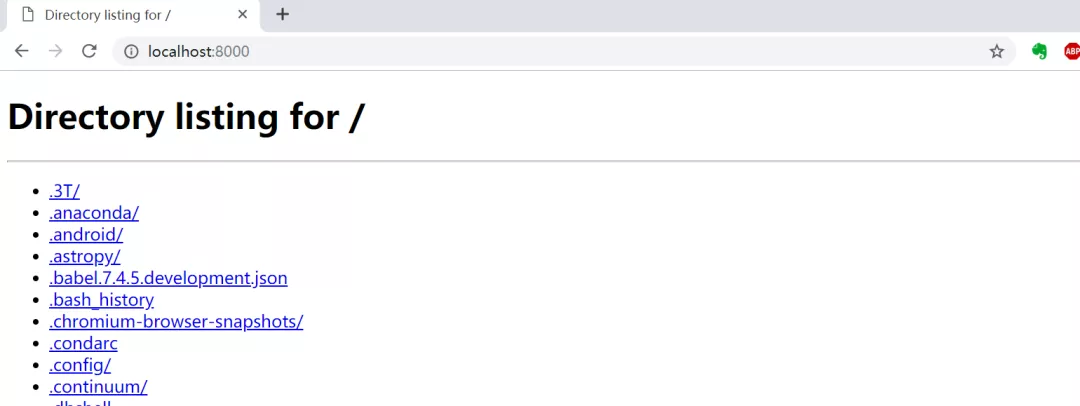 Directory listing for /
localhost:8000
ABP
Directory listing for /
.3T/
.anaconda/
.android/
.astropy/
.babel.7.4.5.development.json
.bash_history
.chromium-browser-snapshots/
.condarc
.config/
.continuum/